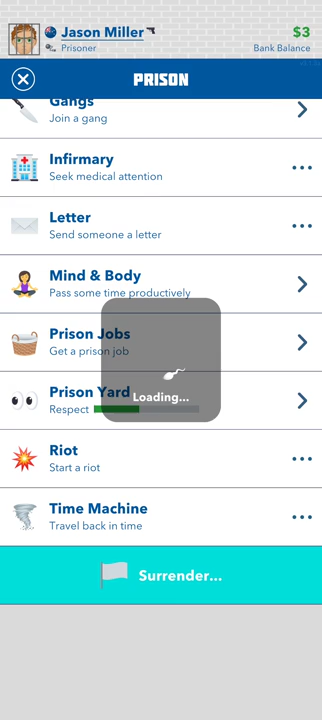 Jason Miller
$3
Prisoner
Bank Balance
PRISON
Gangs
Join a gang
Infirmary
Seek medical attention
Letter
Send someone a letter
Mind & Body
Pass some time productively
Prison Jobs
Get a prison job
Loading...
Prison Yard
Respect
Riot
Start a riot
Time Machine
Travel back in time
Surrender...